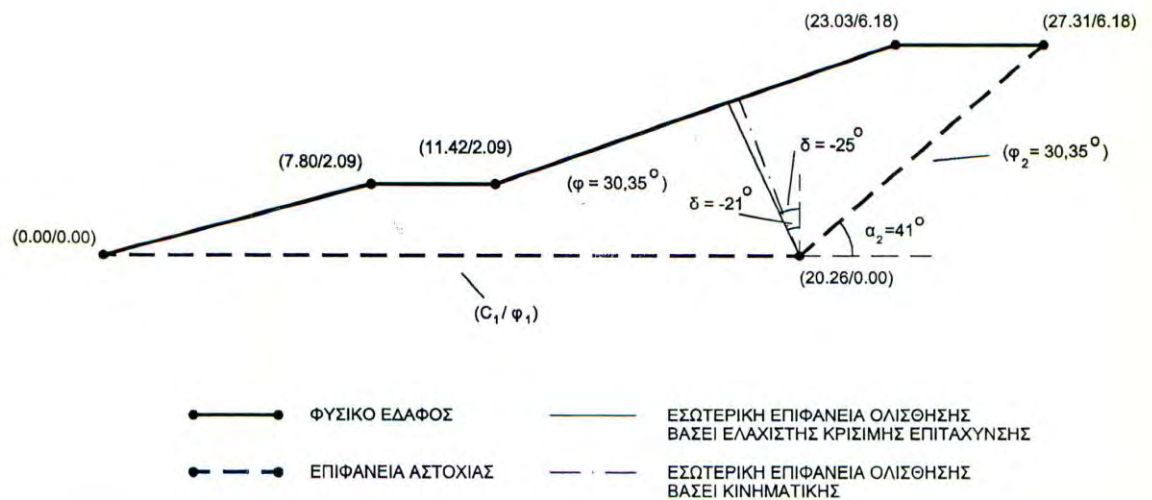 (23.03/6.18)
(27.31/6.18)
(11.42/2.09)
(7.80/2.09)
δ = -25°
(φ₂ = 30,35°)
(φ = 30,35°)
δ = -21°
(0.00/0.00)
α₂=41°
(20.26/0.00)
(C₁ / φ₁)
ΦΥΣΙΚΟ ΕΔΑΦΟΣ
ΕΣΩΤΕΡΙΚΗ ΕΠΙΦΑΝΕΙΑ ΟΛΙΣΘΗΣΗΣ
ΒΑΣΕΙ ΕΛΑΧΙΣΤΗΣ ΚΡΙΣΙΜΗΣ ΕΠΙΤΑΧΥΝΣΗΣ
ΕΠΙΦΑΝΕΙΑ ΑΣΤΟΧΙΑΣ
ΕΣΩΤΕΡΙΚΗ ΕΠΙΦΑΝΕΙΑ ΟΛΙΣΘΗΣΗΣ
ΒΑΣΕΙ ΚΙΝΗΜΑΤΙΚΗΣ